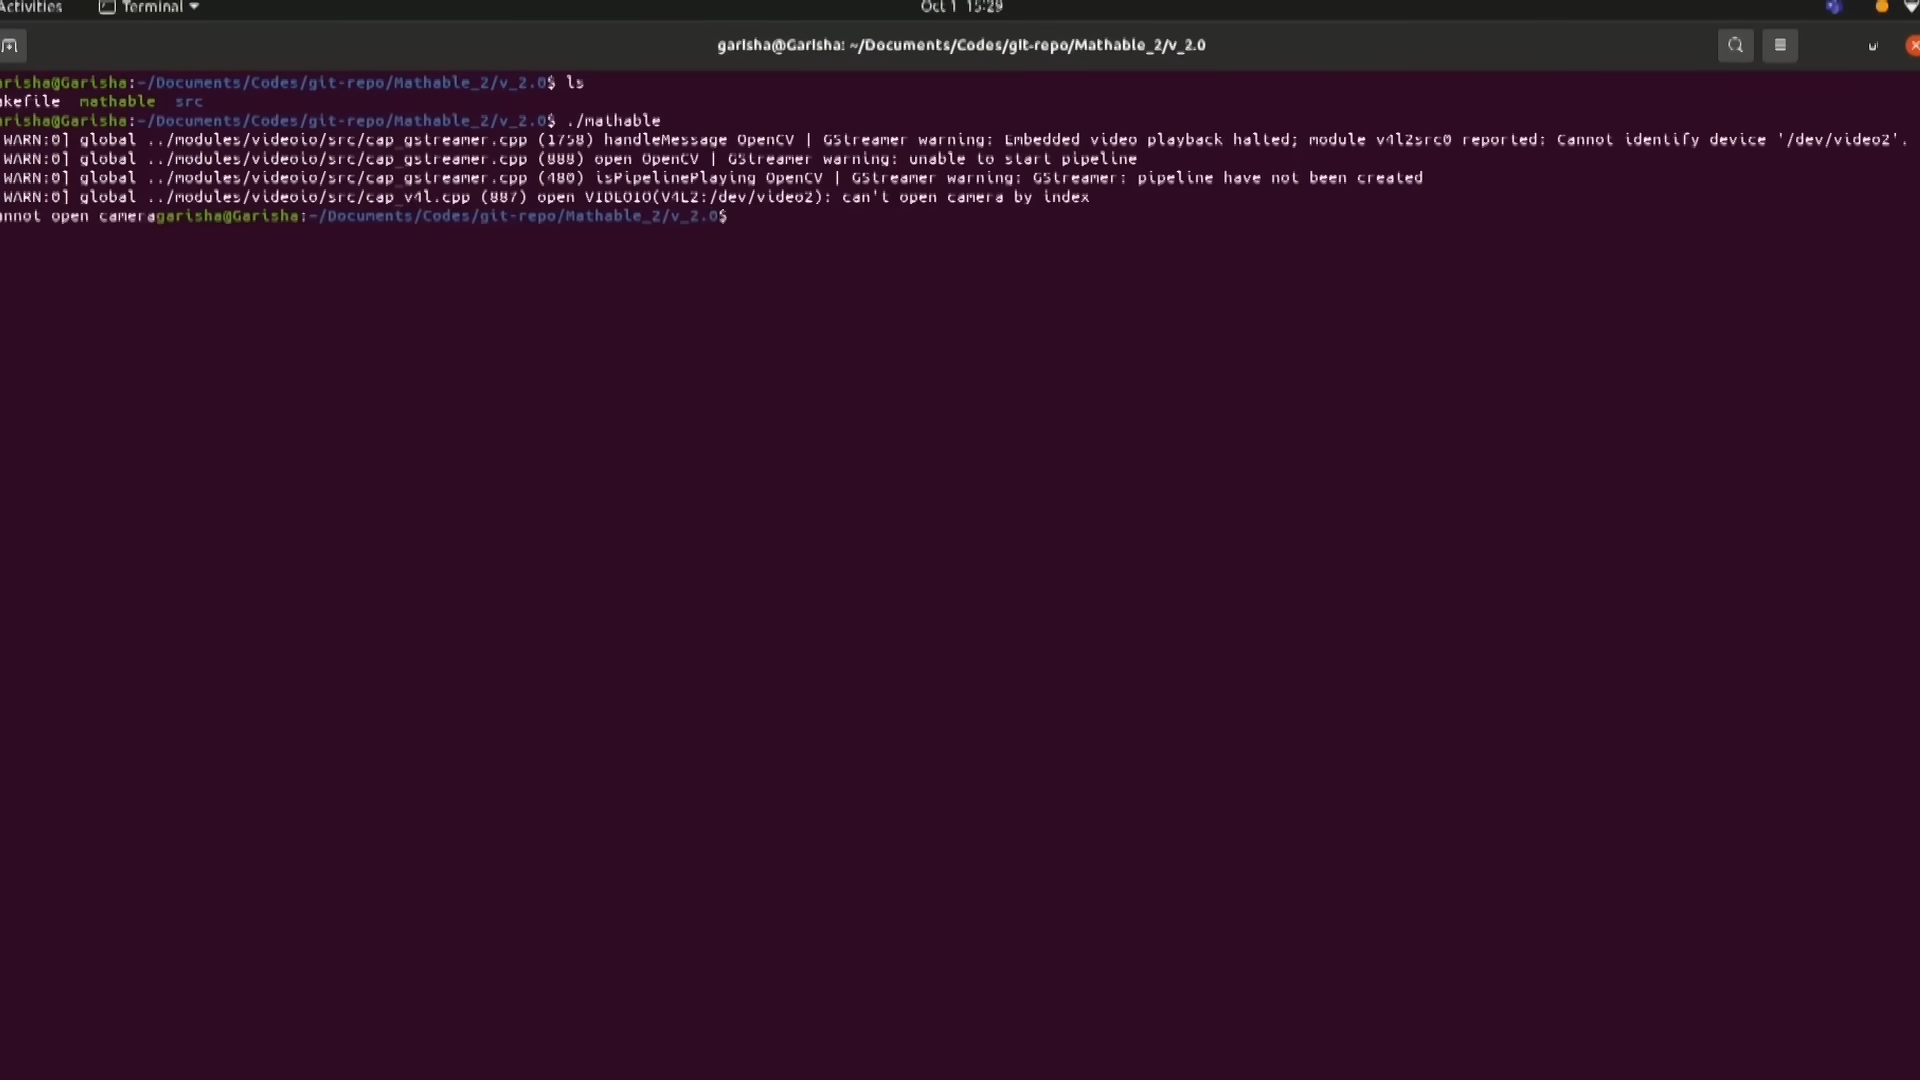 Activities Terminal Oct 1 15:29
garisha@Garisha: ~/Documents/Codes/git-repo/Mathable_2/v_2.0
arisha@Garisha:~/Documents/Codes/git-repo/Mathable_2/v_2.0$ ls
akefile mathable src
arisha@Garisha:~/Documents/Codes/git-repo/Mathable_2/v_2.0$ ./mathable
WARN:0] global ../modules/videoio/src/cap_gstreamer.cpp (1758) handleMessage OpenCV | GStreamer warning: Embedded video playback halted; module v4l2src0 reported: Cannot identify device '/dev/video2'.
WARN:0] global ../modules/videoio/src/cap_gstreamer.cpp (888) open OpenCV | GStreamer warning: unable to start pipeline
WARN:0] global ../modules/videoio/src/cap_gstreamer.cpp (480) isPipelinePlaying OpenCV | GStreamer warning: GStreamer: pipeline have not been created
WARN:0] global ../modules/videoio/src/cap_v4l.cpp (887) open VIDEOIO(V4L2:/dev/video2): can't open camera by index
annot open cameragarisha@Garisha:~/Documents/Codes/git-repo/Mathable_2/v_2.0$